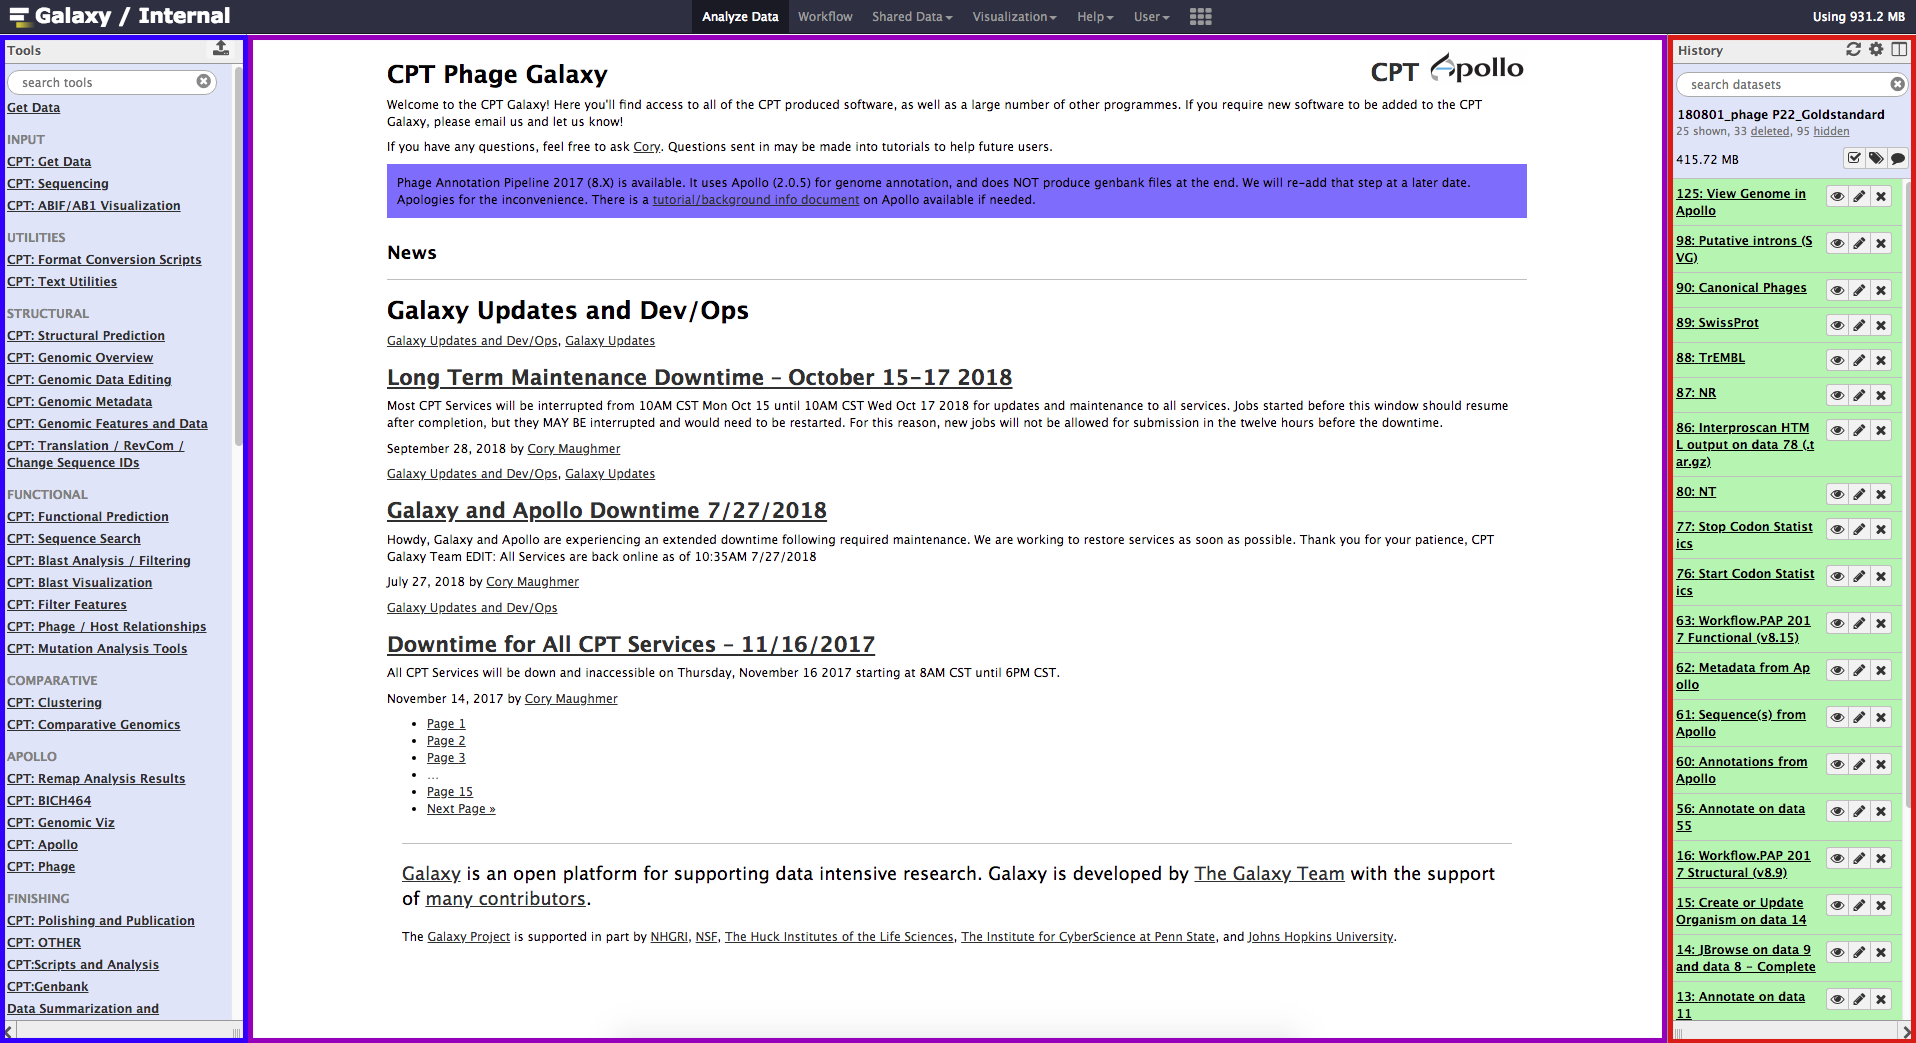 Galaxy / Internal
Analyze Data
Workflow
Shared Data
Visualization
Help
User
Using 931.2 MB
Tools
search tools
Get Data
INPUT
CPT: Get Data
CPT: Sequencing
CPT: ABIF/AB1 Visualization
UTILITIES
CPT: Format Conversion Scripts
CPT: Text Utilities
STRUCTURAL
CPT: Structural Prediction
CPT: Genomic Overview
CPT: Genomic Data Editing
CPT: Genomic Metadata
CPT: Genomic Features and Data
CPT: Translation / RevCom /
Change Sequence IDs
FUNCTIONAL
CPT: Functional Prediction
CPT: Sequence Search
CPT: Blast Analysis / Filtering
CPT: Blast Visualization
CPT: Filter Features
CPT: Phage / Host Relationships
CPT: Mutation Analysis Tools
COMPARATIVE
CPT: Clustering
CPT: Comparative Genomics
APOLLO
CPT: Remap Analysis Results
CPT: BICH464
CPT: Genomic Viz
CPT: Apollo
CPT: Phage
FINISHING
CPT: Polishing and Publication
CPT: OTHER
CPT:Scripts and Analysis
CPT:Genbank
Data Summarization and
CPT Phage Galaxy
CPT Apollo
Welcome to the CPT Galaxy! Here you'll find access to all of the CPT produced software, as well as a large number of other programmes. If you require new software to be added to the CPT
Galaxy, please email us and let us know!
If you have any questions, feel free to ask Cory. Questions sent in may be made into tutorials to help future users.
Phage Annotation Pipeline 2017 (8.X) is available. It uses Apollo (2.0.5) for genome annotation, and does NOT produce genbank files at the end. We will re-add that step at a later date.
Apologies for the inconvenience. There is a tutorial/background info document on Apollo available if needed.
News
Galaxy Updates and Dev/Ops
Galaxy Updates and Dev/Ops, Galaxy Updates
Long Term Maintenance Downtime – October 15-17 2018
Most CPT Services will be interrupted from 10AM CST Mon Oct 15 until 10AM CST Wed Oct 17 2018 for updates and maintenance to all services. Jobs started before this window should resume
after completion, but they MAY BE interrupted and would need to be restarted. For this reason, new jobs will not be allowed for submission in the twelve hours before the downtime.
September 28, 2018 by Cory Maughmer
Galaxy Updates and Dev/Ops, Galaxy Updates
Galaxy and Apollo Downtime 7/27/2018
Howdy, Galaxy and Apollo are experiencing an extended downtime following required maintenance. We are working to restore services as soon as possible. Thank you for your patience, CPT
Galaxy Team EDIT: All Services are back online as of 10:35AM 7/27/2018
July 27, 2018 by Cory Maughmer
Galaxy Updates and Dev/Ops
Downtime for All CPT Services – 11/16/2017
All CPT Services will be down and inaccessible on Thursday, November 16 2017 starting at 8AM CST until 6PM CST.
November 14, 2017 by Cory Maughmer
• Page 1
• Page 2
• Page 3
• ...
• Page 15
• Next Page »
Galaxy is an open platform for supporting data intensive research. Galaxy is developed by The Galaxy Team with the support
of many contributors.
The Galaxy Project is supported in part by NHGRI, NSF, The Huck Institutes of the Life Sciences, The Institute for CyberScience at Penn State, and Johns Hopkins University.
History
search datasets
180801_phage P22_Goldstandard
25 shown, 33 deleted, 95 hidden
415.72 MB
125: View Genome in
Apollo
98: Putative introns (S
VG)
90: Canonical Phages
89: SwissProt
88: TrEMBL
87: NR
86: Interproscan HTM
L output on data 78 (.t
ar.gz)
80: NT
77: Stop Codon Statist
ics
76: Start Codon Statist
ics
63: Workflow.PAP 201
7 Functional (v8.15)
62: Metadata from Ap
ollo
61: Sequence(s) from
Apollo
60: Annotations from
Apollo
56: Annotate on data
55
16: Workflow.PAP 201
7 Structural (v8.9)
15: Create or Update
Organism on data 14
14: JBrowse on data 9
and data 8 - Complete
13: Annotate on data
11